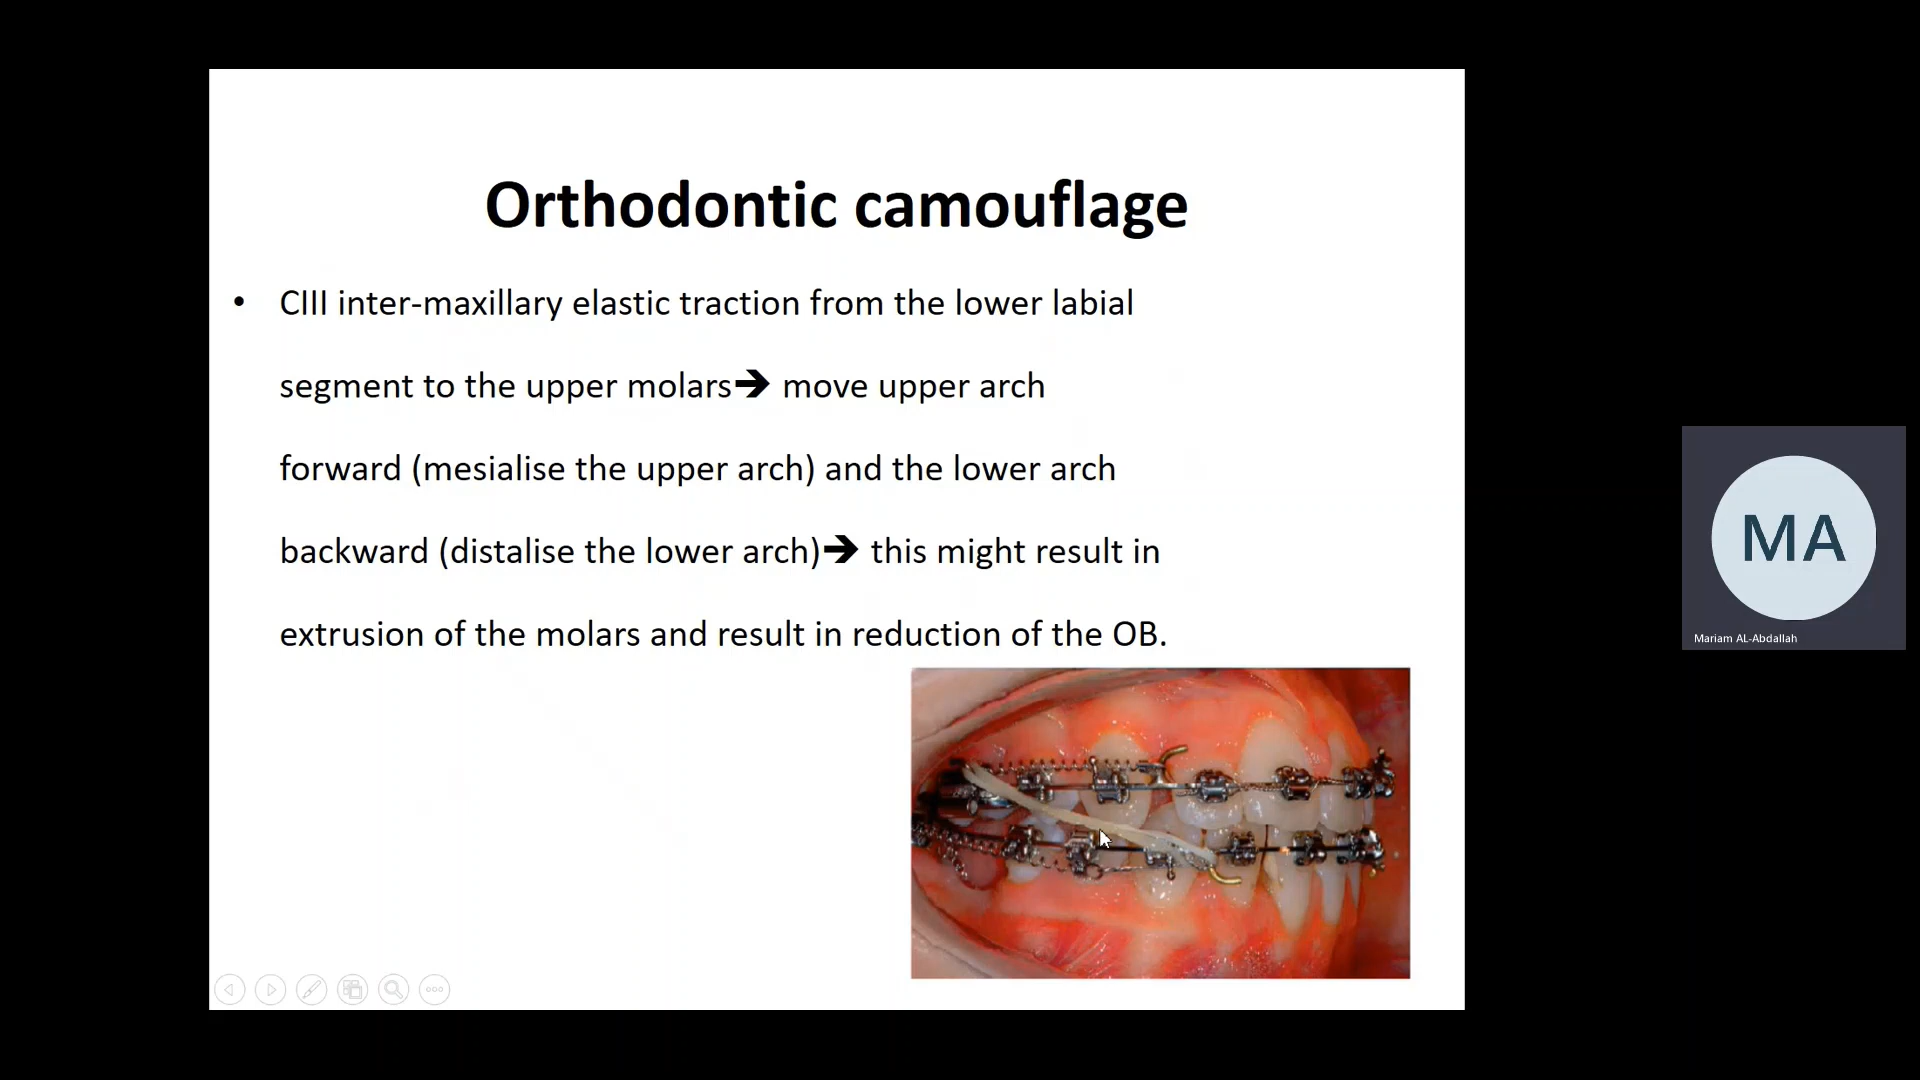 Orthodontic camouflage
• CIII inter-maxillary elastic traction from the lower labial
segment to the upper molars➔ move upper arch
forward (mesialise the upper arch) and the lower arch
backward (distalise the lower arch)➔ this might result in
extrusion of the molars and result in reduction of the OB.
MA
Mariam AL-Abdallah